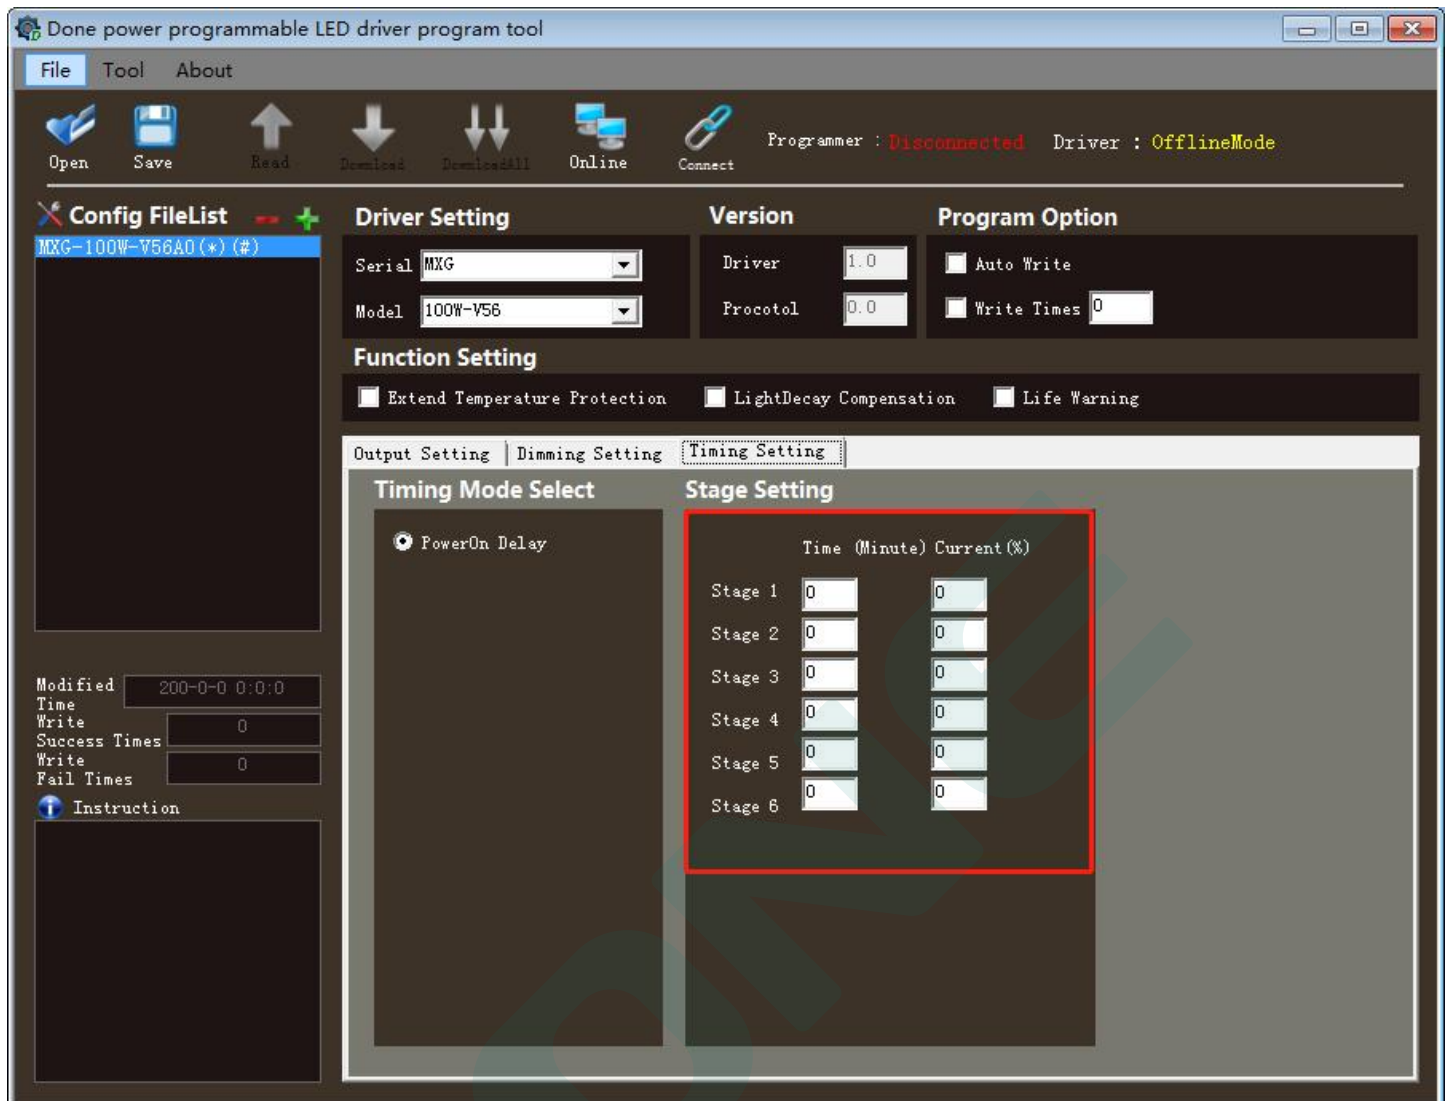 Done power programmable LED driver program tool
File Tool About
Open Save Read Download DownloadAll Online Connect Programmer : Disconnected Driver : OfflineMode
Config FileList
MXG-100W-V56A0(*)(#)
Modified Time 200-0-0 0:0:0
Write Success Times 0
Write Fail Times 0
Instruction
Driver Setting
Serial MXG
Model 100W-V56
Version
Driver 1.0
Procotol 0.0
Program Option
Auto Write
Write Times 0
Function Setting
Extend Temperature Protection LightDecay Compensation Life Warning
Output Setting Dimming Setting Timing Setting
Timing Mode Select
PowerOn Delay
Stage Setting
Time (Minute) Current(%)
Stage 1 0 0
Stage 2 0 0
Stage 3 0 0
Stage 4 0 0
Stage 5 0 0
Stage 6 0 0